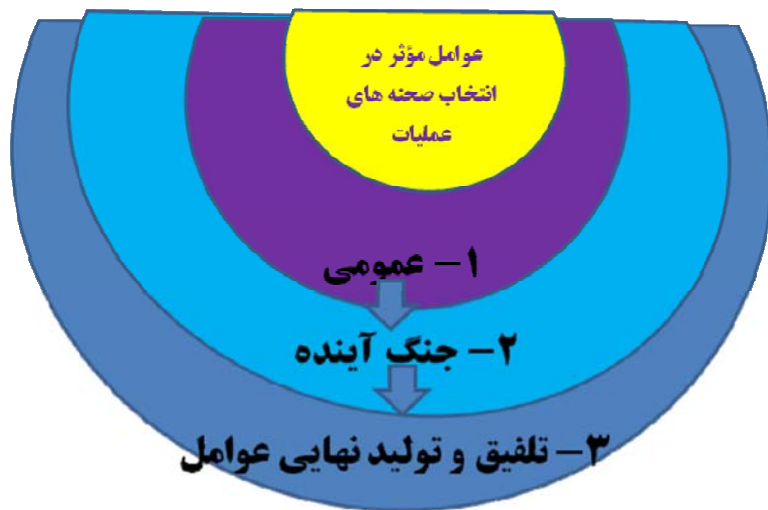 عوامل مؤثر در
انتخاب صحنه های
عملیات
۱- عمومی
۲- جنگ آینده
۳- تلفیق و تولید نهایی عوامل